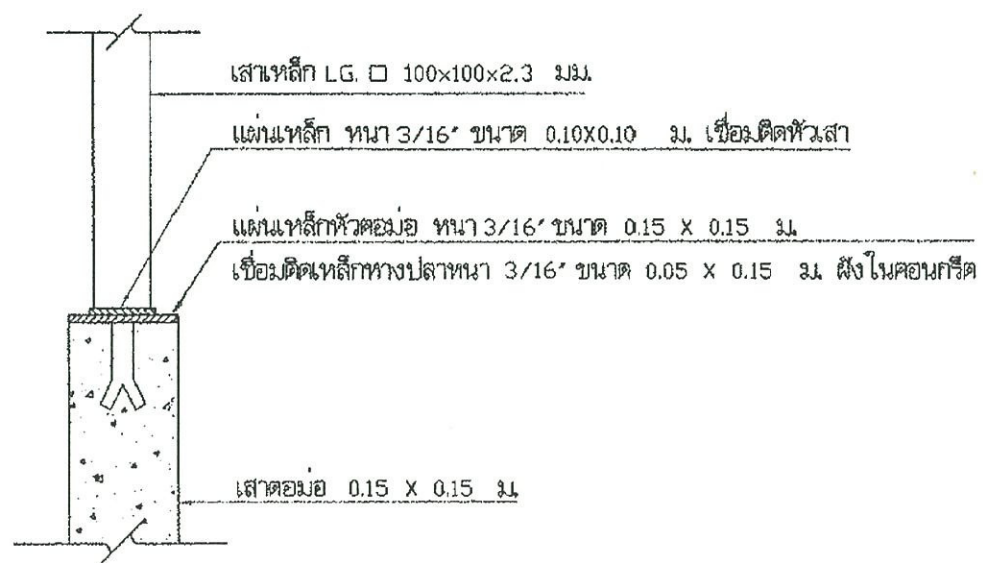 เสาเหล็ก LG. □ 100x100x2.3 มม.
แผ่นเหล็ก หนา 3/16" ขนาด 0.10X0.10 ม. เชื่อมติดหัวเสา
แผ่นเหล็กหัวตอม่อ หนา 3/16" ขนาด 0.15 X 0.15 ม.
เชื่อมติดเหล็กหางปลาหนา 3/16" ขนาด 0.05 X 0.15 ม. ฝังในคอนกรีต
เสาตอม่อ 0.15 X 0.15 ม.